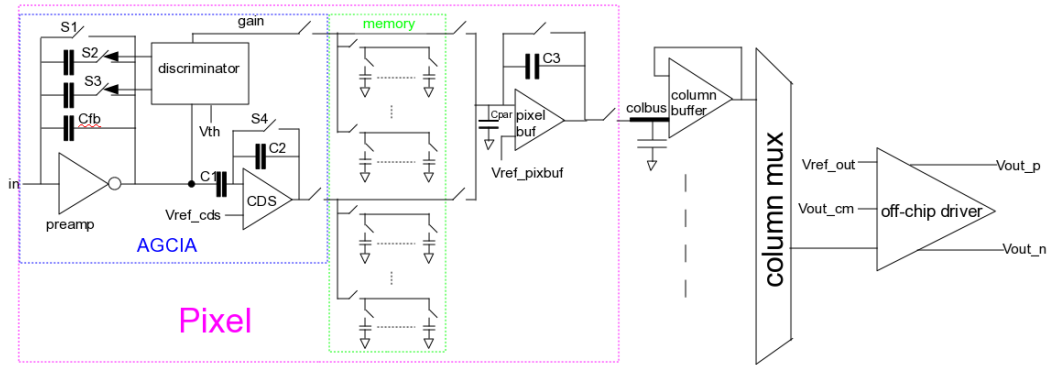 S1
gain
memory
S2
discriminator
S3
Cfb
Vth
S4
C2
in
C1
CDS
preamp
Vref_cds
AGCIA
Pixel
C3
Cpar
pixel
buf
Vref_pixbuf
colbus
column
buffer
column mux
Vref_out
Vout_cm
off-chip driver
Vout_p
Vout_n